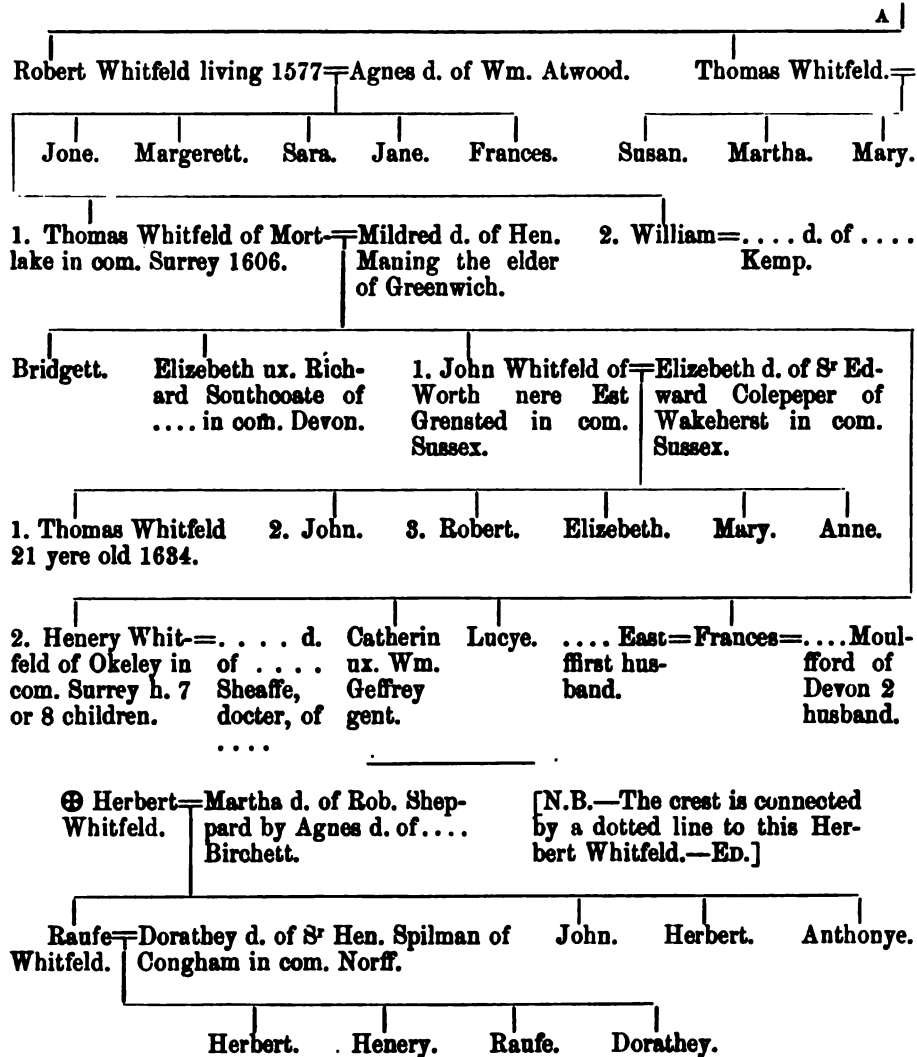 A
Robert Whitfeld living 1577=Agnes d. of Wm. Atwood. Thomas Whitfeld.=
Jone. Margerett. Sara. Jane. Frances. Susan. Martha. Mary.
1. Thomas Whitfeld of Mort-=Mildred d. of Hen. 2. William=.... d. of ....
lake in com. Surrey 1606. Maning the elder Kemp.
of Greenwich.
Bridgett. Elizebeth ux. Rich- 1. John Whitfeld of=Elizebeth d. of Sr Ed-
ard Southcoate of Worth nere Est ward Colepeper of
.... in com̃. Devon. Grensted in com. Wakeherst in com.
Sussex. Sussex.
1. Thomas Whitfeld 2. John. 3. Robert. Elizebeth. Mary. Anne.
21 yere old 1634.
2. Henery Whit-=. . . . d. Catherin Lucye. .... East=Frances=....Moul-
feld of Okeley in of . . . . ux. Wm. ffirst hus- fford of
com. Surrey h. 7 Sheaffe, Geffrey band. Devon 2
or 8 children. docter, of gent. husband.
. . . .
⊕ Herbert=Martha d. of Rob. Shep- [N.B.—The crest is connected
Whitfeld. pard by Agnes d. of.... by a dotted line to this Her-
Birchett. bert Whitfeld.—ED.]
Raufe=Dorathey d. of Sr Hen. Spilman of John. Herbert. Anthonye.
Whitfeld. Congham in com. Norff.
Herbert. Henery. Raufe. Dorathey.